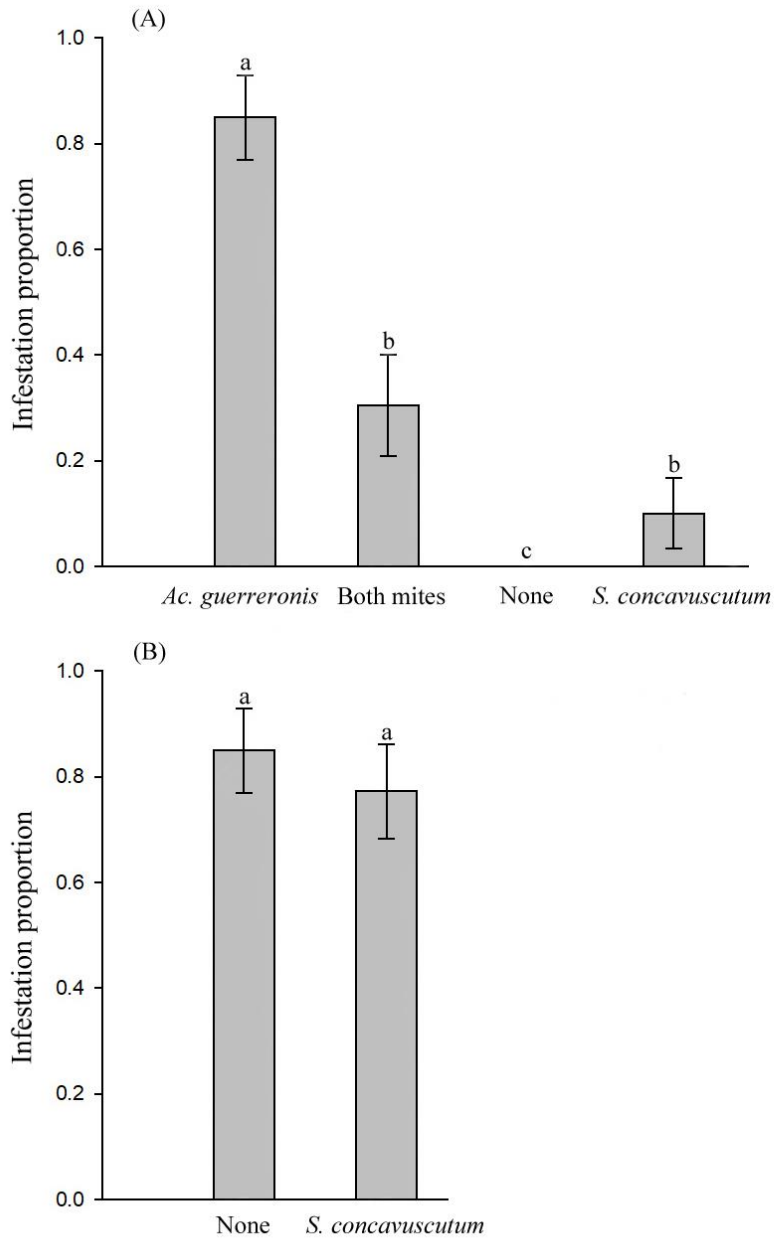 (A)
Infestation proportion
1.0
0.8
0.6
0.4
0.2
0.0
a
b
c
b
Ac. guerreronis Both mites None S. concavuscutum
(B)
Infestation proportion
1.0
0.8
0.6
0.4
0.2
0.0
a
a
None S. concavuscutum